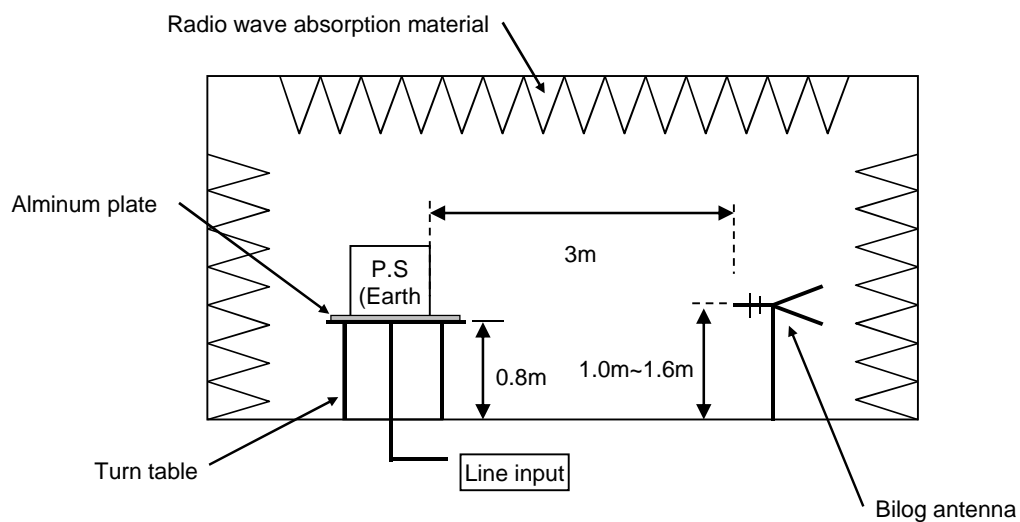 Radio wave absorption material
Alminum plate
3m
P.S
(Earth
0.8m
1.0m~1.6m
Turn table
Line input
Bilog antenna